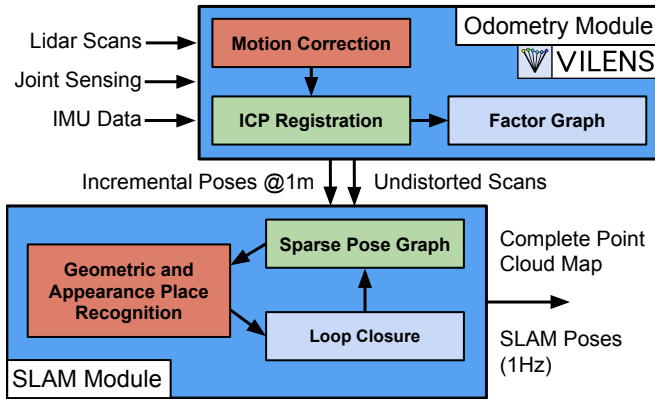 Lidar Scans
Joint Sensing
IMU Data
Motion Correction
Odometry Module
VILENS
ICP Registration
Factor Graph
Incremental Poses @1m
Undistorted Scans
Sparse Pose Graph
Geometric and
Appearance Place
Recognition
Loop Closure
SLAM Module
Complete Point
Cloud Map
SLAM Poses
(1Hz)